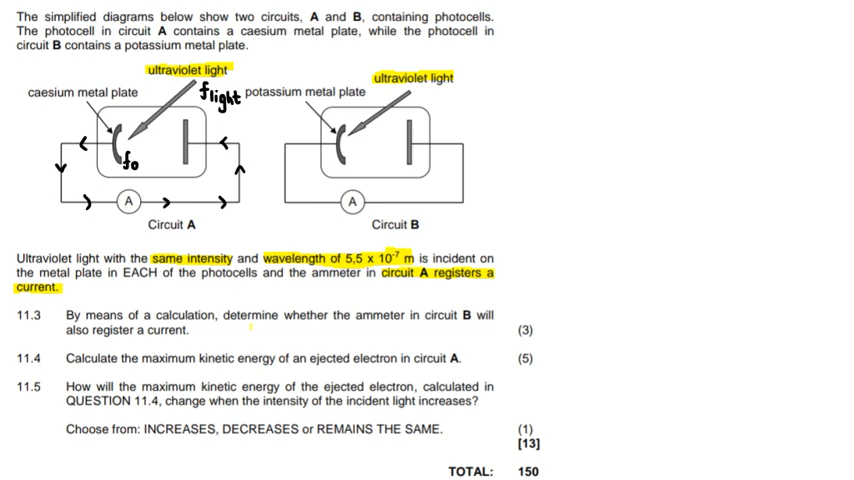 The simplified diagrams below show two circuits, A and B, containing photocells.
The photocell in circuit A contains a caesium metal plate, while the photocell in
circuit B contains a potassium metal plate.
ultraviolet light
ultraviolet light
caesium metal plate
flight
potassium metal plate
fo
A
A
Circuit A
Circuit B
Ultraviolet light with the same intensity and wavelength of 5,5 x 10⁻⁷ m is incident on
the metal plate in EACH of the photocells and the ammeter in circuit A registers a
current.
11.3 By means of a calculation, determine whether the ammeter in circuit B will
also register a current. (3)
11.4 Calculate the maximum kinetic energy of an ejected electron in circuit A. (5)
11.5 How will the maximum kinetic energy of the ejected electron, calculated in
QUESTION 11.4, change when the intensity of the incident light increases?
Choose from: INCREASES, DECREASES or REMAINS THE SAME. (1)
[13]
TOTAL: 150